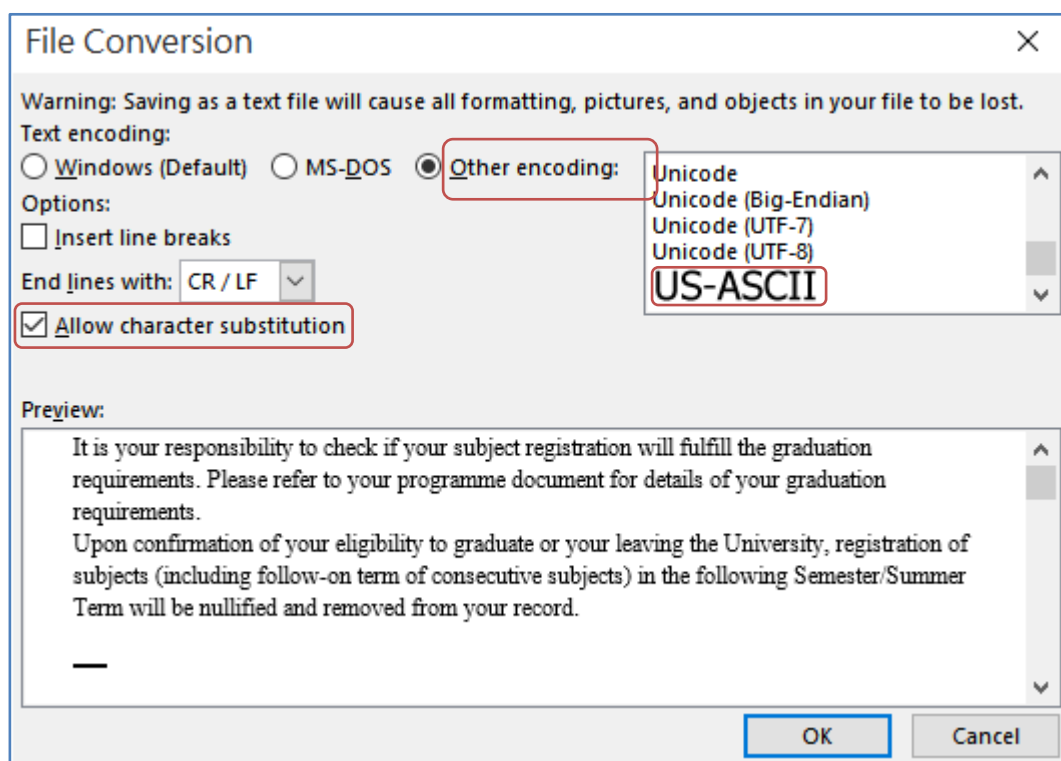 File Conversion
Warning: Saving as a text file will cause all formatting, pictures, and objects in your file to be lost.
Text encoding:
Windows (Default) MS-DOS Other encoding:
Unicode
Unicode (Big-Endian)
Unicode (UTF-7)
Unicode (UTF-8)
US-ASCII
Options:
Insert line breaks
End lines with: CR / LF
Allow character substitution
Preview:
It is your responsibility to check if your subject registration will fulfill the graduation
requirements. Please refer to your programme document for details of your graduation
requirements.
Upon confirmation of your eligibility to graduate or your leaving the University, registration of
subjects (including follow-on term of consecutive subjects) in the following Semester/Summer
Term will be nullified and removed from your record.
OK Cancel